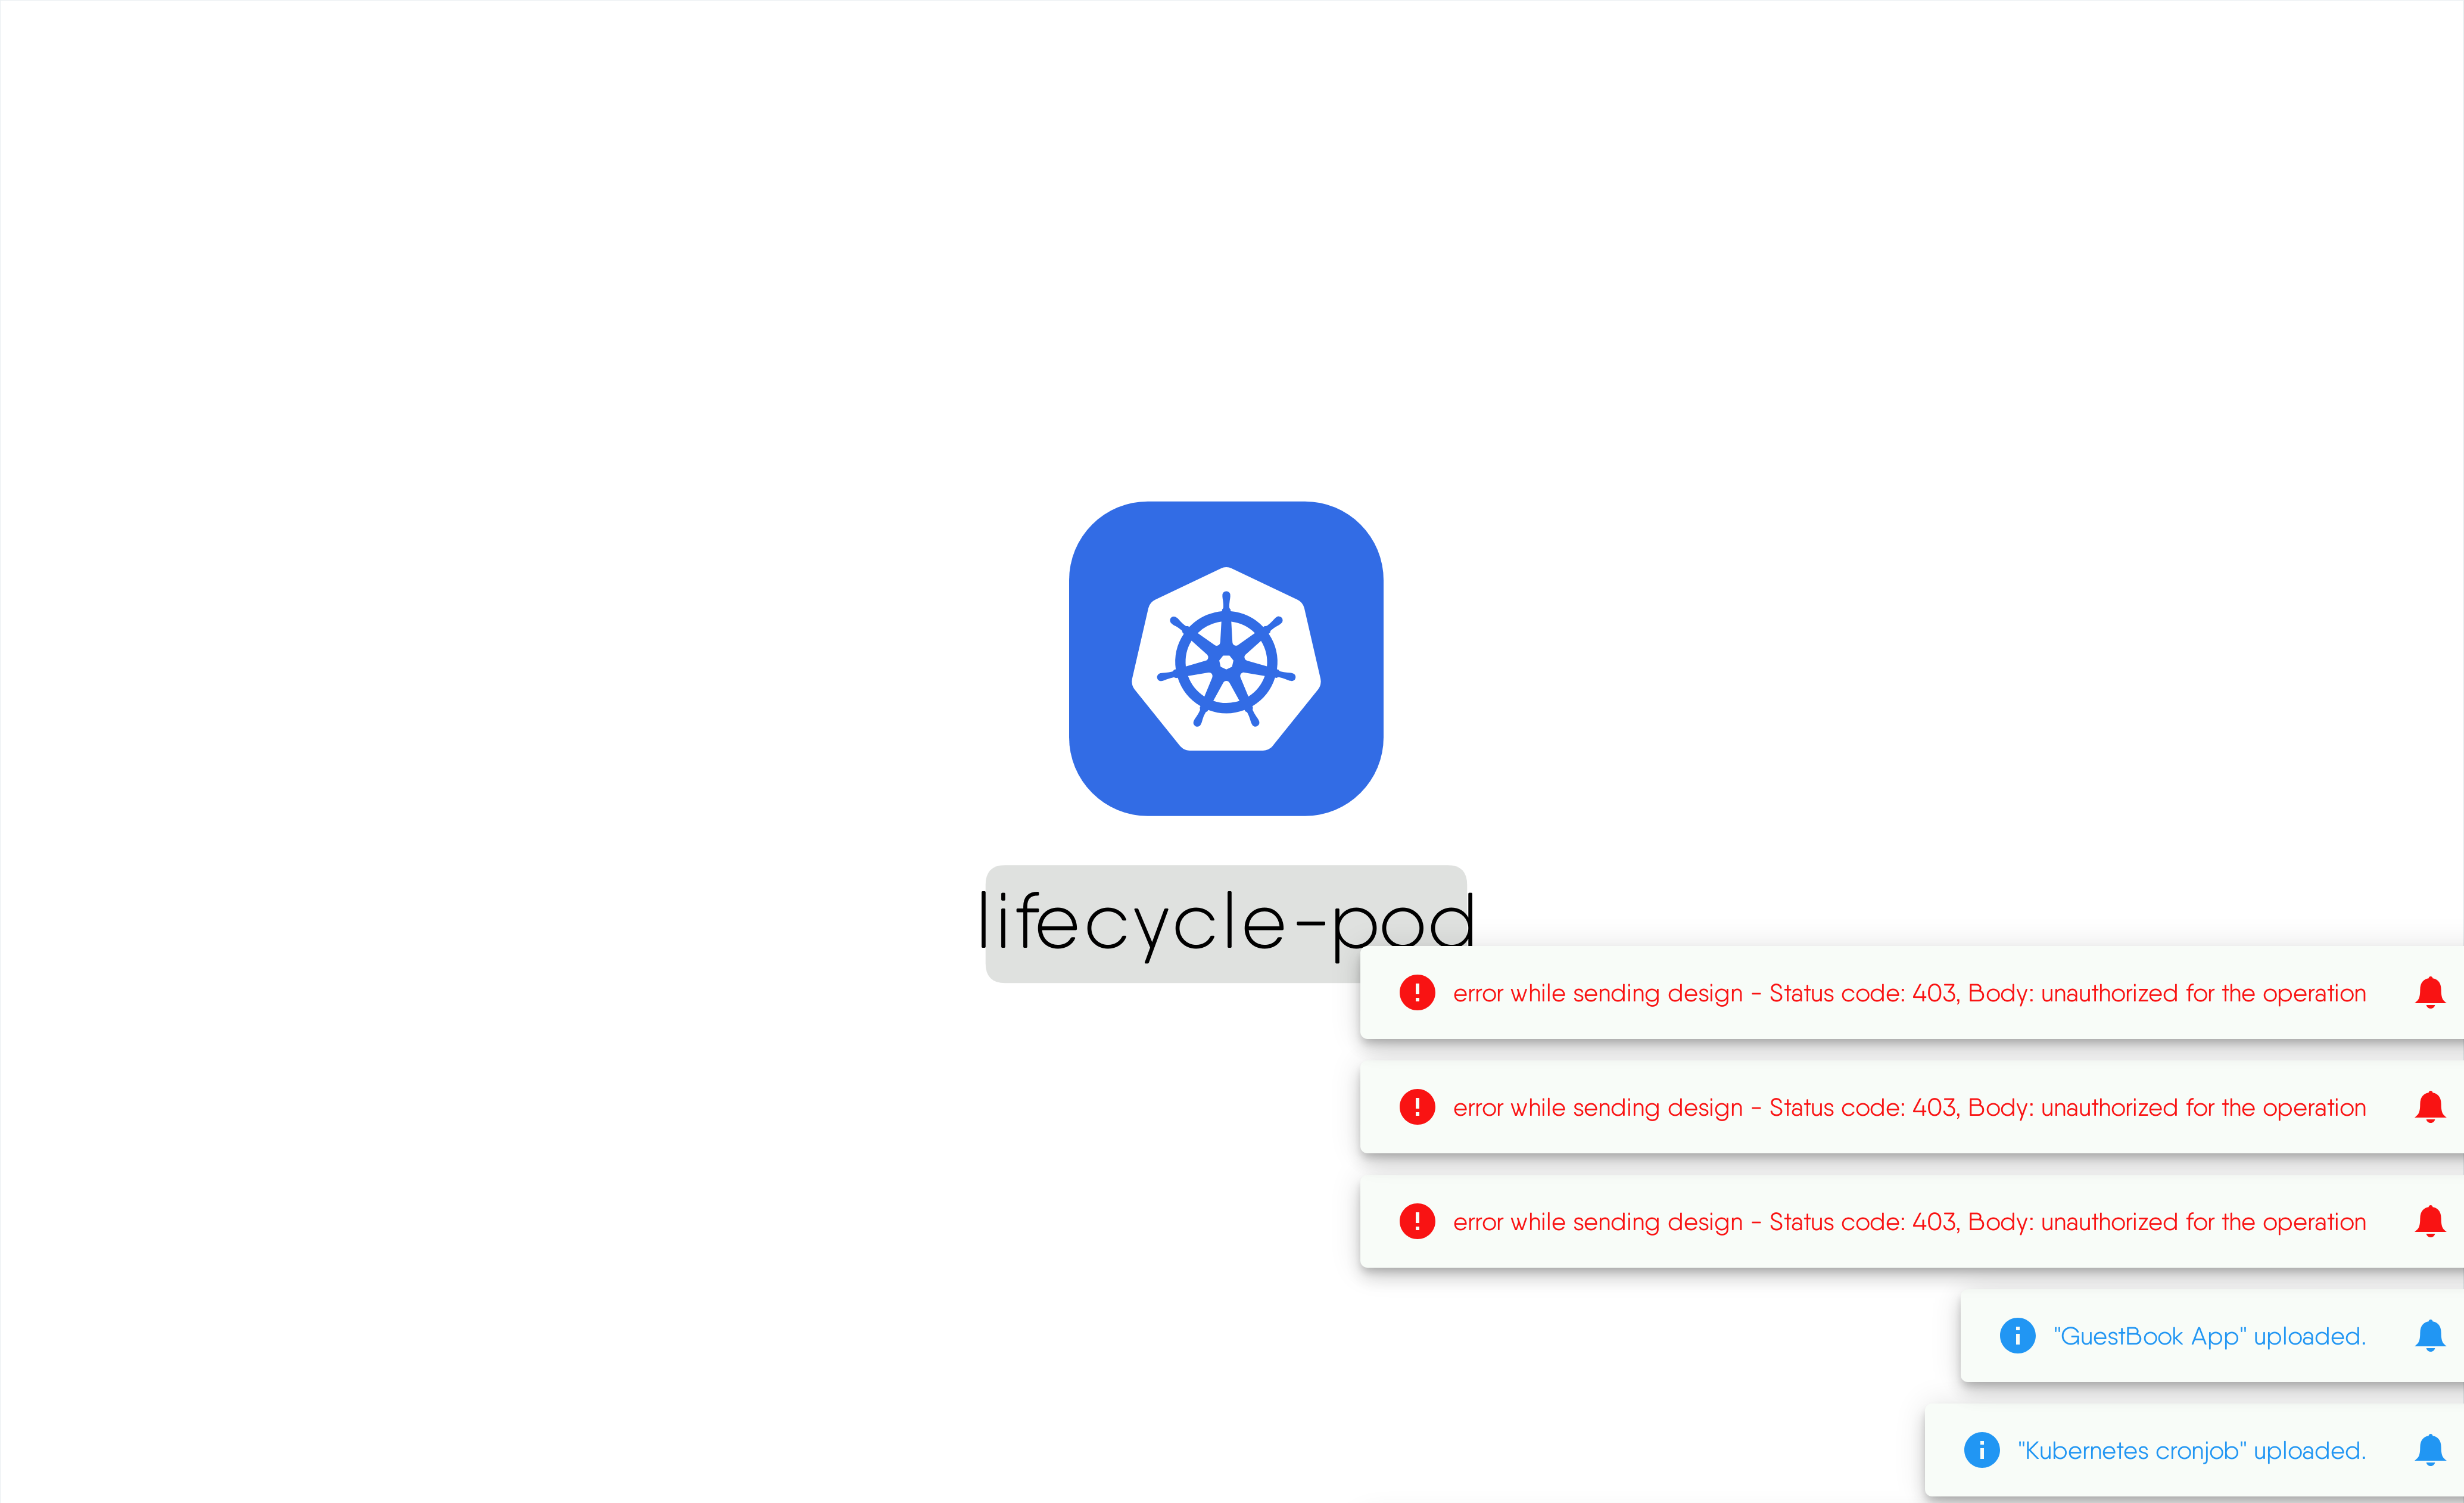 lifecycle-pod
error while sending design - Status code: 403, Body: unauthorized for the operation
error while sending design - Status code: 403, Body: unauthorized for the operation
error while sending design - Status code: 403, Body: unauthorized for the operation
"GuestBook App" uploaded.
"Kubernetes cronjob" uploaded.